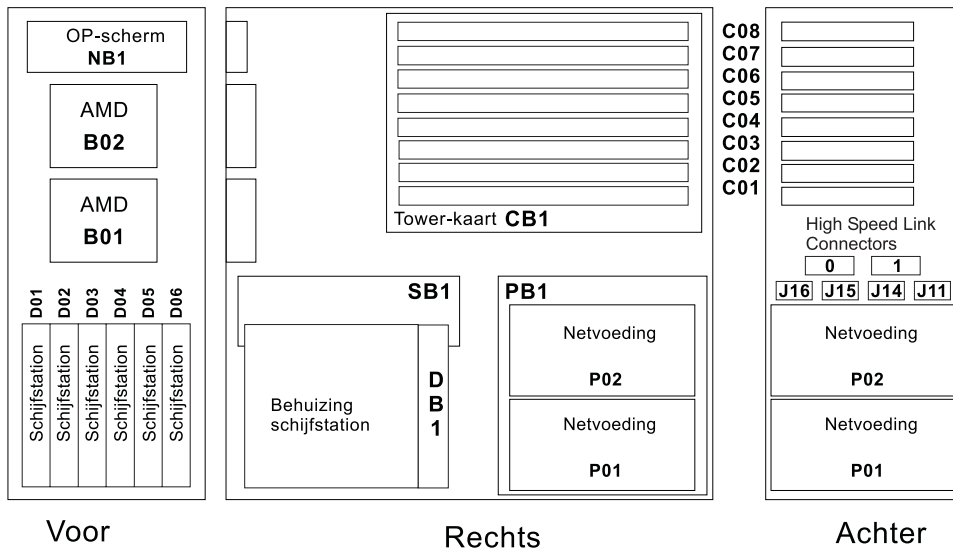 OP-scherm
NB1
AMD
B02
AMD
B01
D01
D02
D03
D04
D05
D06
Schijfstation
Schijfstation
Schijfstation
Schijfstation
Schijfstation
Schijfstation
Voor
Tower-kaart CB1
SB1
PB1
Behuizing
schijfstation
DB1
Netvoeding
P02
Netvoeding
P01
Rechts
C08
C07
C06
C05
C04
C03
C02
C01
High Speed Link
Connectors
0 1
J16 J15 J14 J11
Netvoeding
P02
Netvoeding
P01
Achter